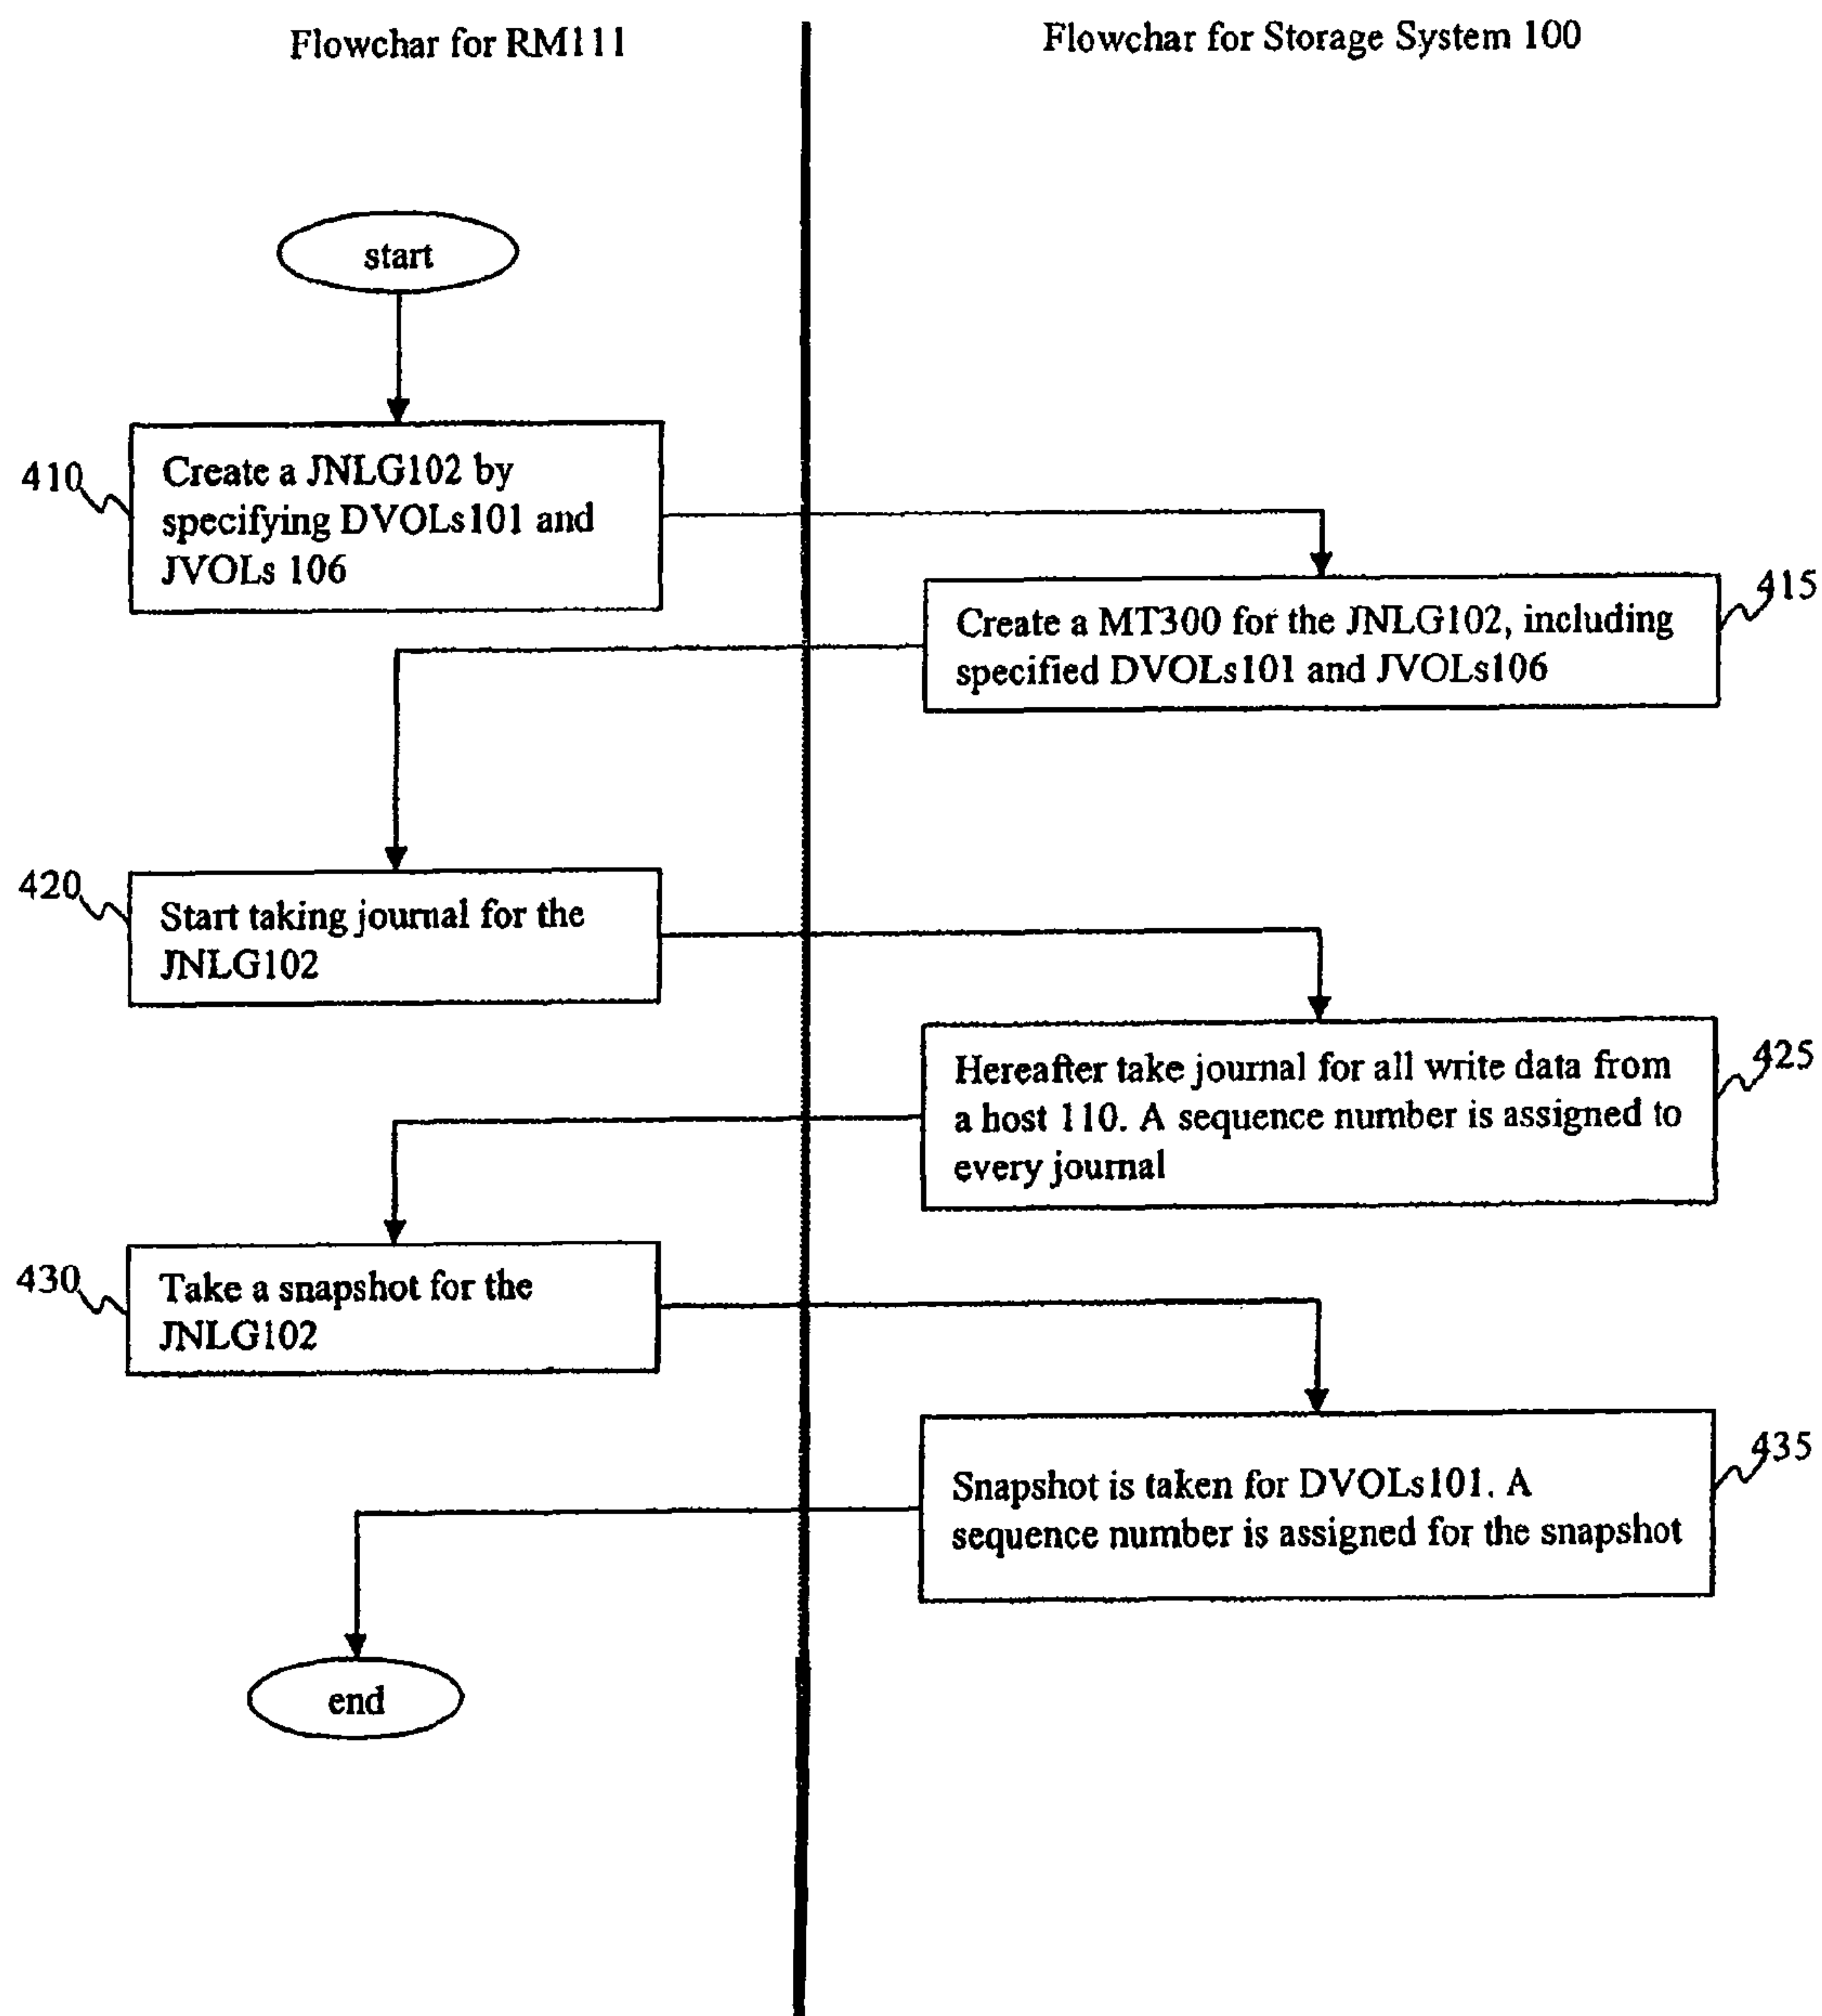 Flowchar for RM111
Flowchar for Storage System 100
start
410
Create a JNLG102 by
specifying DVOLs101 and
JVOLs 106
415
Create a MT300 for the JNLG102, including
specified DVOLs101 and JVOLs106
420
Start taking journal for the
JNLG102
425
Hereafter take journal for all write data from
a host 110. A sequence number is assigned to
every journal
430
Take a snapshot for the
JNLG102
435
Snapshot is taken for DVOLs101. A
sequence number is assigned for the snapshot
end